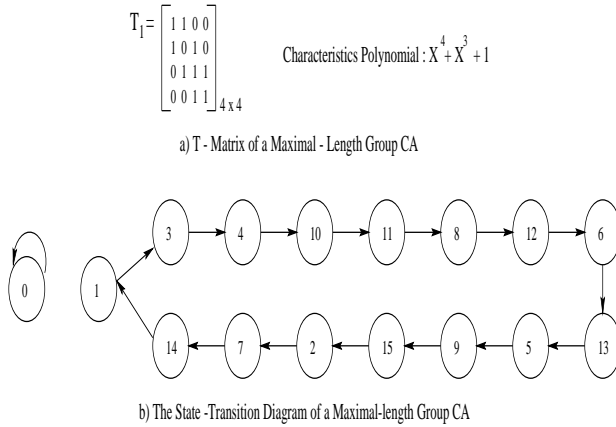 T1 =
1 1 0 0
1 0 1 0
0 1 1 1
0 0 1 1
4 x 4
Characteristics Polynomial : X^4 + X^3 + 1
a) T - Matrix of a Maximal - Length Group CA
3 4 10 11 8 12 6
0 1
14 7 2 15 9 5 13
b) The State -Transition Diagram of a Maximal-length Group CA